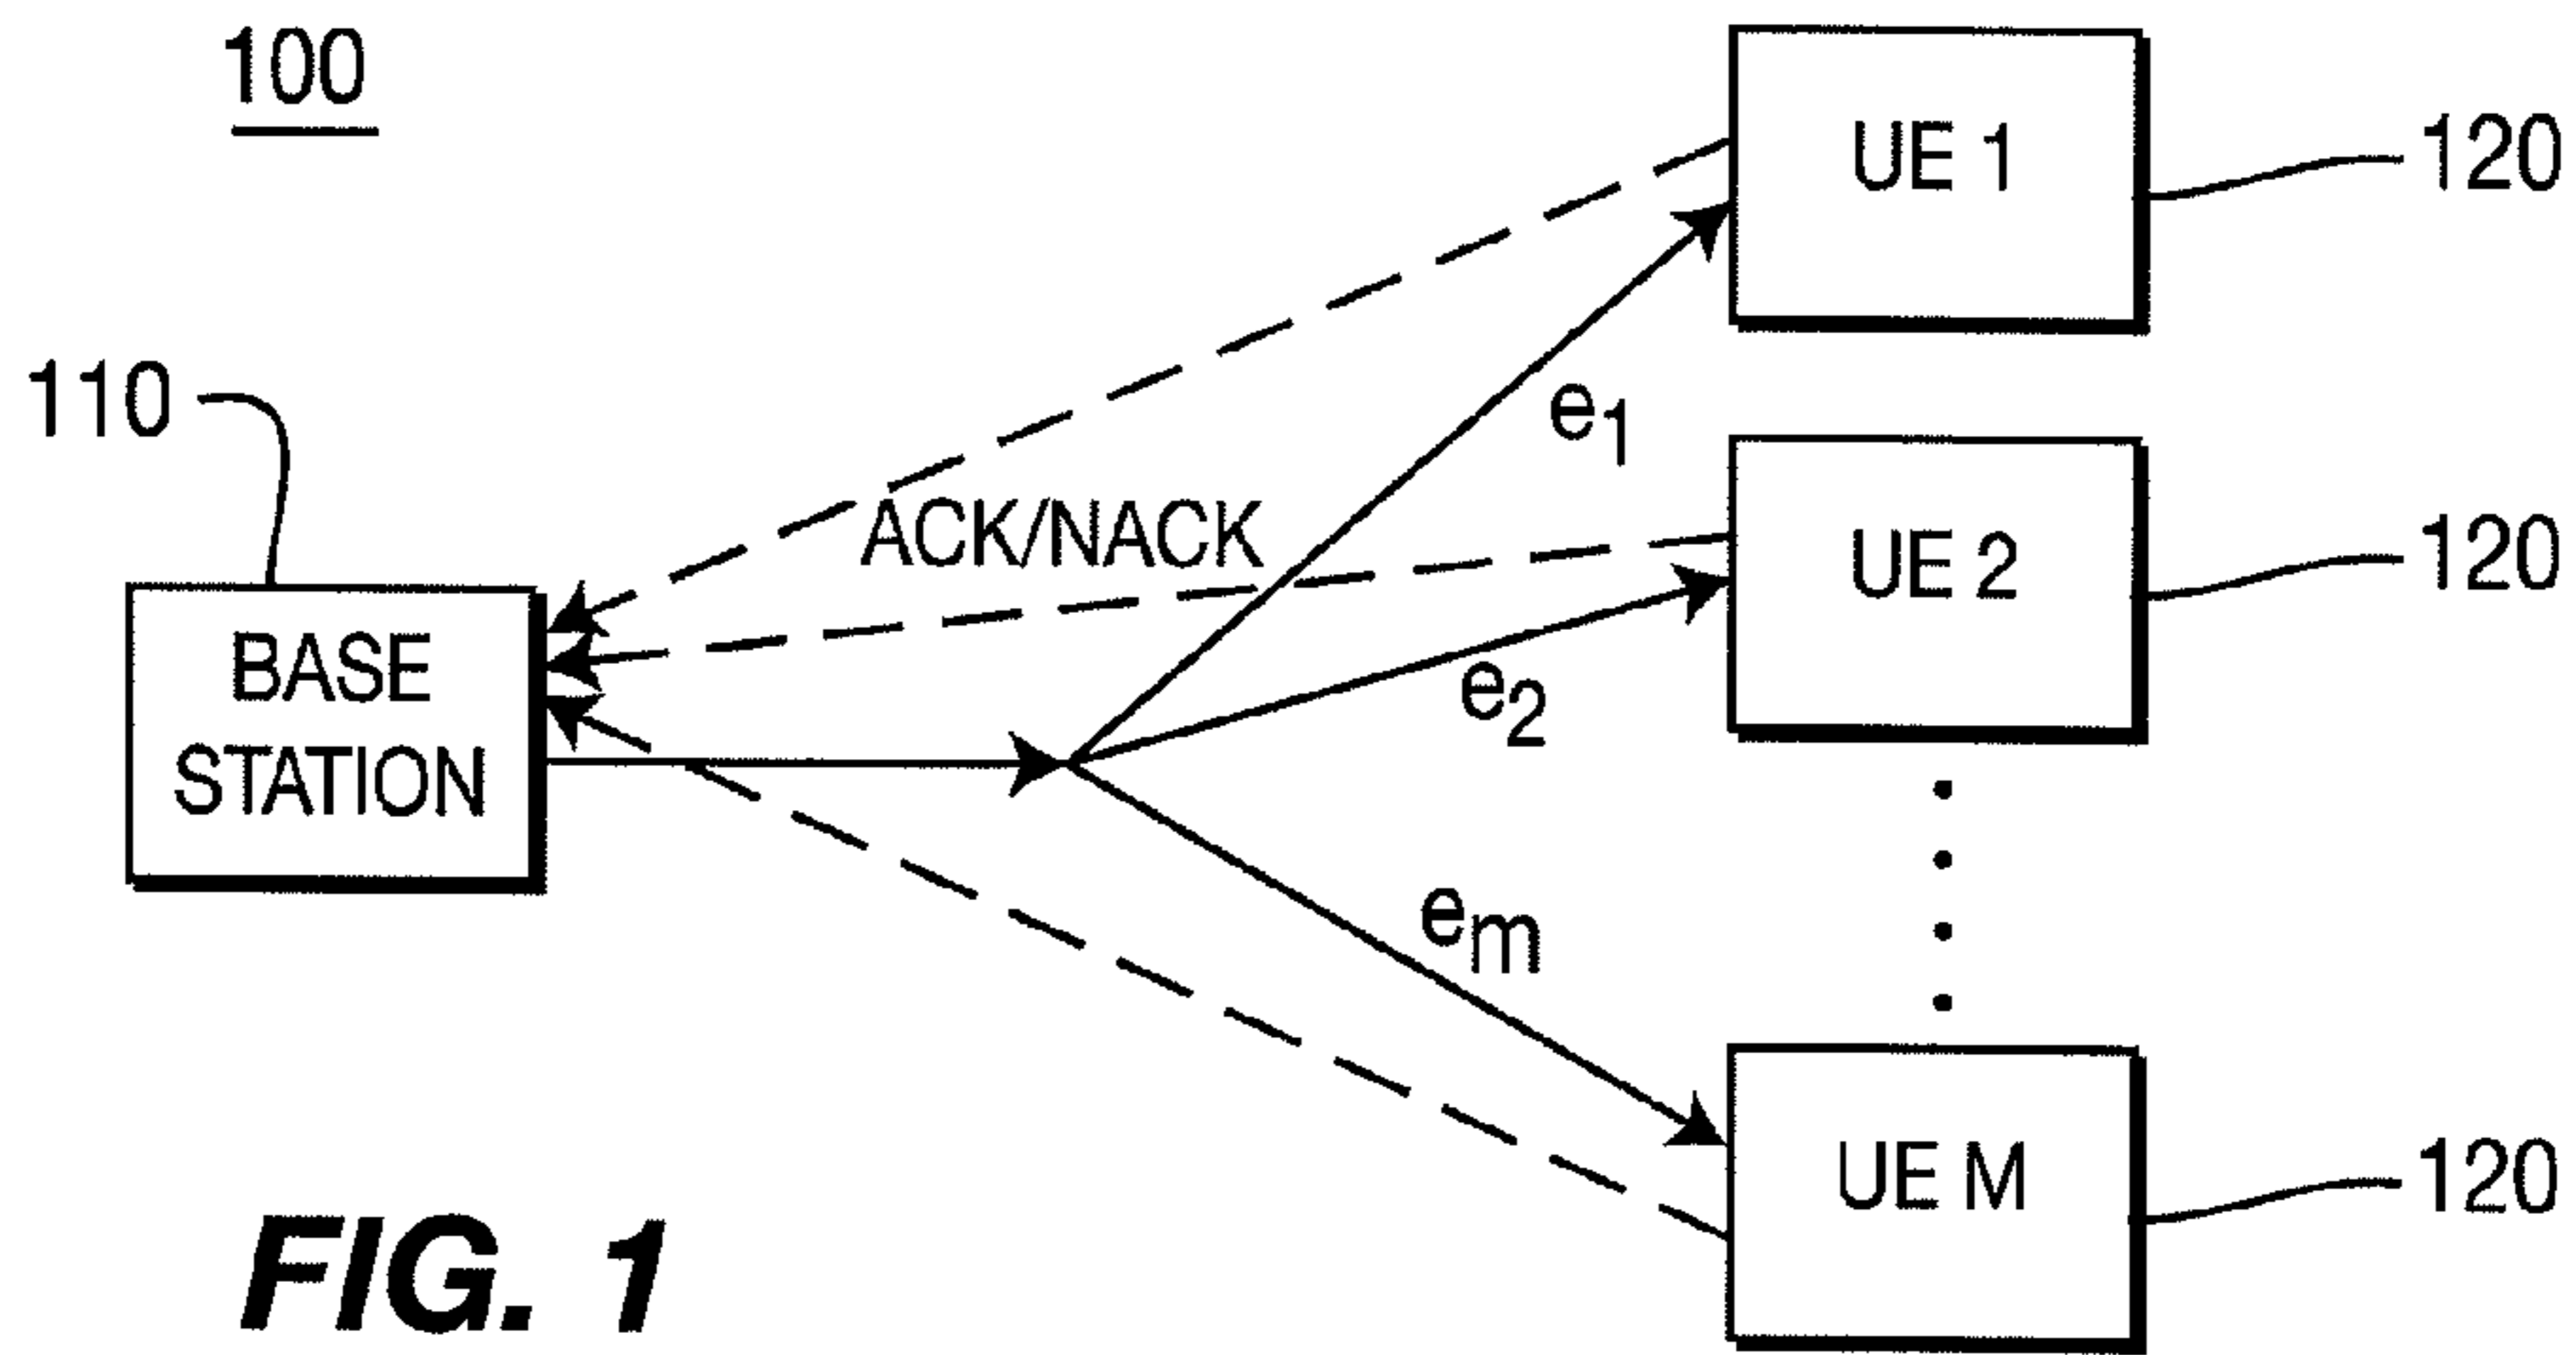 100
UE 1
120
110
e1
ACK/NACK
UE 2
120
BASE
STATION
e2
em
UE M
120
FIG. 1